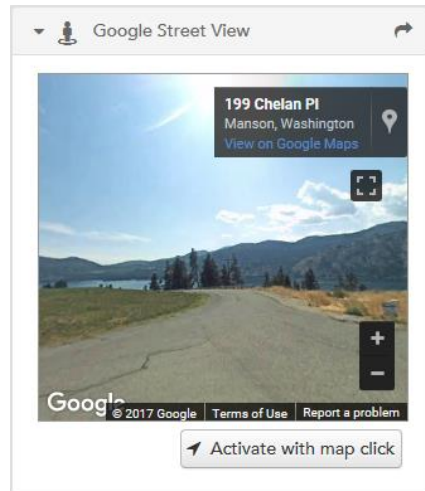 Google Street View
199 Chelan Pl
Manson, Washington
View on Google Maps
+
−
Google
© 2017 Google
Terms of Use
Report a problem
Activate with map click